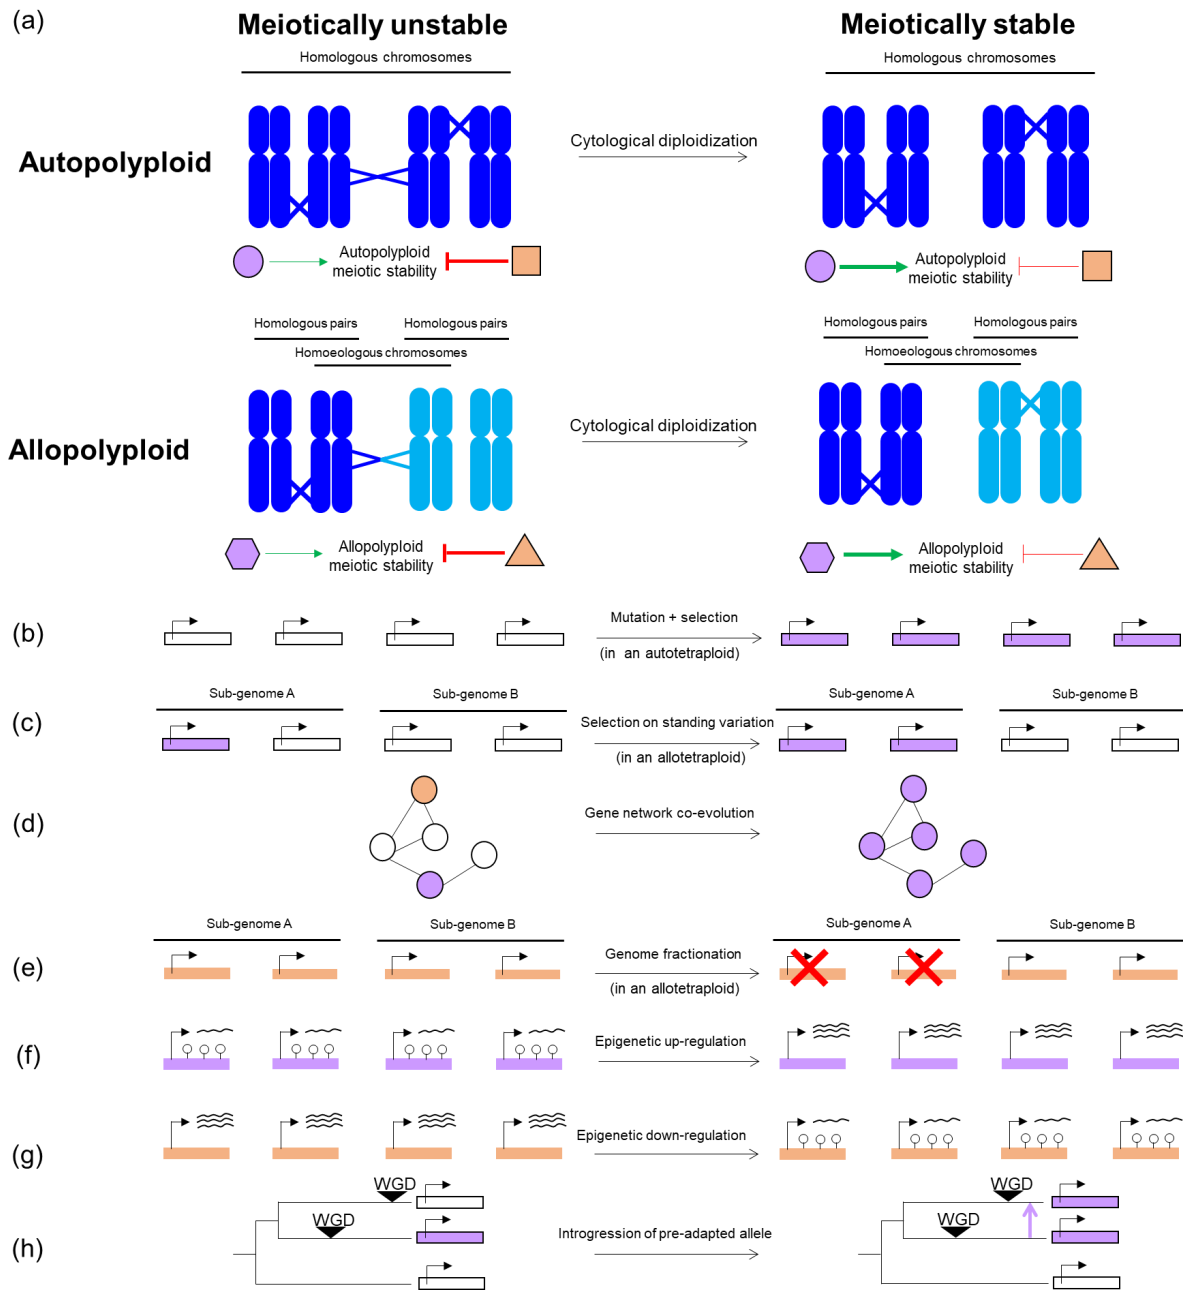 (a)
Meiotically unstable
Meiotically stable
Homologous chromosomes
Homologous chromosomes
Autopolyploid
Cytological diploidization
Autopolyploid
meiotic stability
Autopolyploid
meiotic stability
Homologous pairs
Homologous pairs
Homologous pairs
Homologous pairs
Homoeologous chromosomes
Homoeologous chromosomes
Allopolyploid
Cytological diploidization
Allopolyploid
meiotic stability
Allopolyploid
meiotic stability
(b)
Mutation + selection
(in an autotetraploid)
(c)
Sub-genome A
Sub-genome B
Selection on standing variation
(in an allotetraploid)
Sub-genome A
Sub-genome B
(d)
Gene network co-evolution
(e)
Sub-genome A
Sub-genome B
Genome fractionation
(in an allotetraploid)
Sub-genome A
Sub-genome B
(f)
Epigenetic up-regulation
(g)
Epigenetic down-regulation
(h)
WGD
WGD
Introgression of pre-adapted allele
WGD
WGD